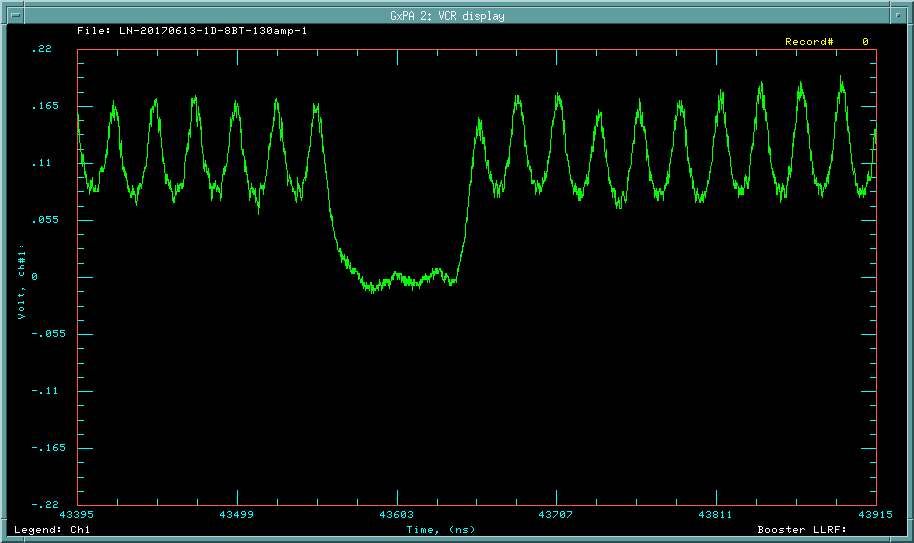 GxPA 2: VCR display
File: LN-20170613-1D-8BT-130amp-1
Record# 0
.22
.165
.11
.055
0
-.055
-.11
-.165
-.22
Volt, ch#1:
43395 43499 43603 43707 43811 43915
Legend: Ch1 Time, (ns) Booster LLRF: